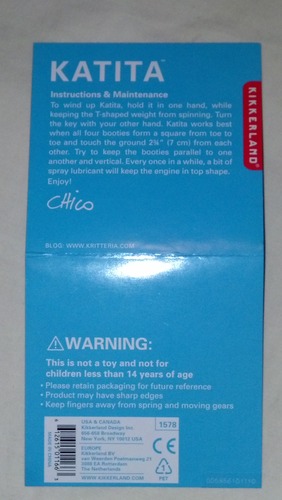 KATITA™
Instructions & Maintenance
To wind up Katita, hold it in one hand, while
keeping the T-shaped weight from spinning. Turn
the key with your other hand. Katita works best
when all four booties form a square from toe to
toe and touch the ground 2¾" (7 cm) from each
other. Try to keep the booties parallel to one
another and vertical. Every once in a while, a bit of
spray lubricant will keep the engine in top shape.
Enjoy!
Chico
KIKKERLAND®
BLOG: WWW.KRITTERIA.COM
⚠WARNING:
This is not a toy and not for
children less than 14 years of age
• Please retain packaging for future reference
• Product may have sharp edges
• Keep fingers away from spring and moving gears
MADE IN CHINA
USA & CANADA
Kikkerland Design Inc.
New York, NY
EUROPE
Kikkerland BV
The Netherlands
WWW.KIKKERLAND.COM
1578
PET